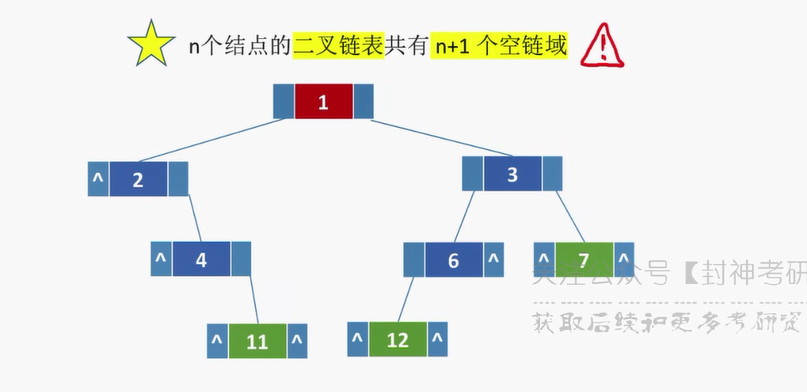 n个结点的二叉链表共有 n+1 个空链域
1
^ 2
3
^ 4
6 ^
^ 7 ^
关注公众号【封神考研
^ 11 ^
^ 12 ^
获取后续和更多考研资